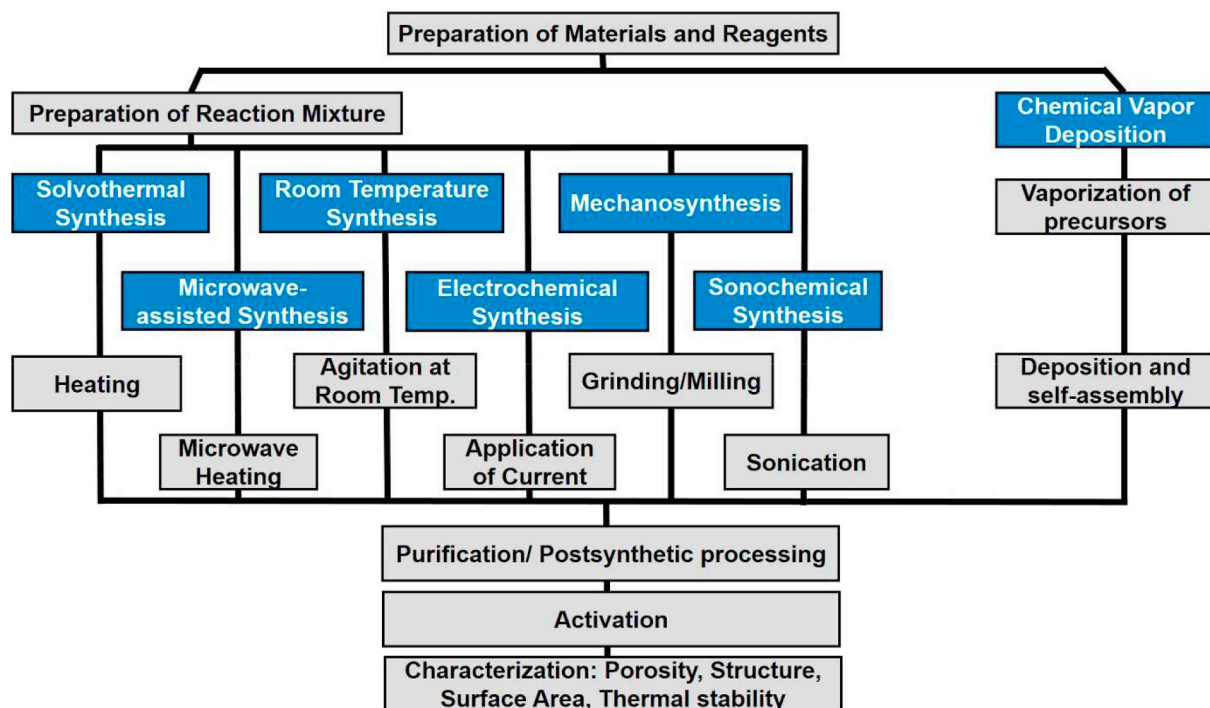 Preparation of Materials and Reagents
Preparation of Reaction Mixture
Chemical Vapor
Deposition
Solvothermal
Synthesis
Room Temperature
Synthesis
Mechanosynthesis
Vaporization of
precursors
Microwave-
assisted Synthesis
Electrochemical
Synthesis
Sonochemical
Synthesis
Heating
Agitation at
Room Temp.
Grinding/Milling
Deposition and
self-assembly
Microwave
Heating
Application
of Current
Sonication
Purification/ Postsynthetic processing
Activation
Characterization: Porosity, Structure,
Surface Area, Thermal stability